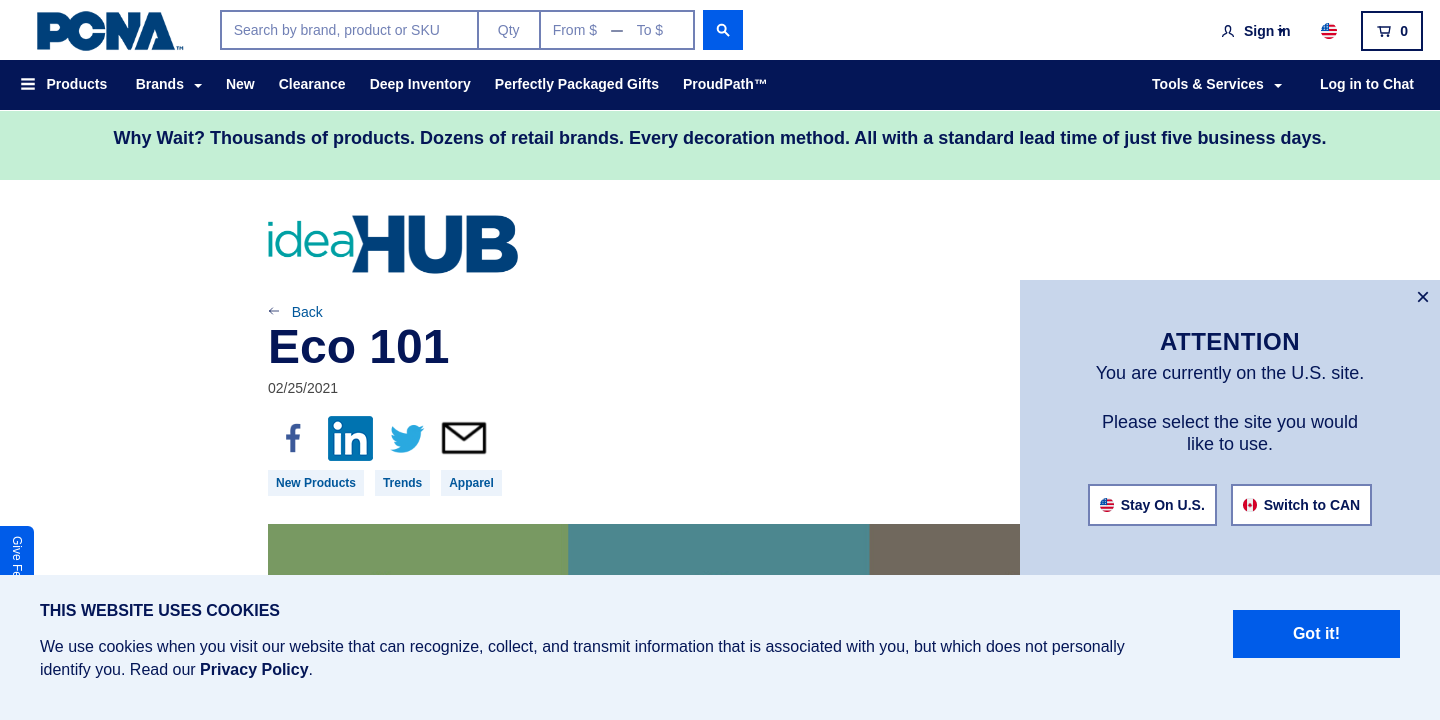 PCNA™
Search by brand, product or SKU
Qty
From $ — To $
Sign in
0
Products
Brands
New
Clearance
Deep Inventory
Perfectly Packaged Gifts
ProudPath™
Tools & Services
Log in to Chat
Why Wait? Thousands of products. Dozens of retail brands. Every decoration method. All with a standard lead time of just five business days.
ideaHUB
Back
Eco 101
02/25/2021
f
in
New Products
Trends
Apparel
×
ATTENTION
You are currently on the U.S. site.
Please select the site you would
like to use.
Stay On U.S.
Switch to CAN
Give
THIS WEBSITE USES COOKIES
We use cookies when you visit our website that can recognize, collect, and transmit information that is associated with you, but which does not personally
identify you. Read our Privacy Policy.
Got it!